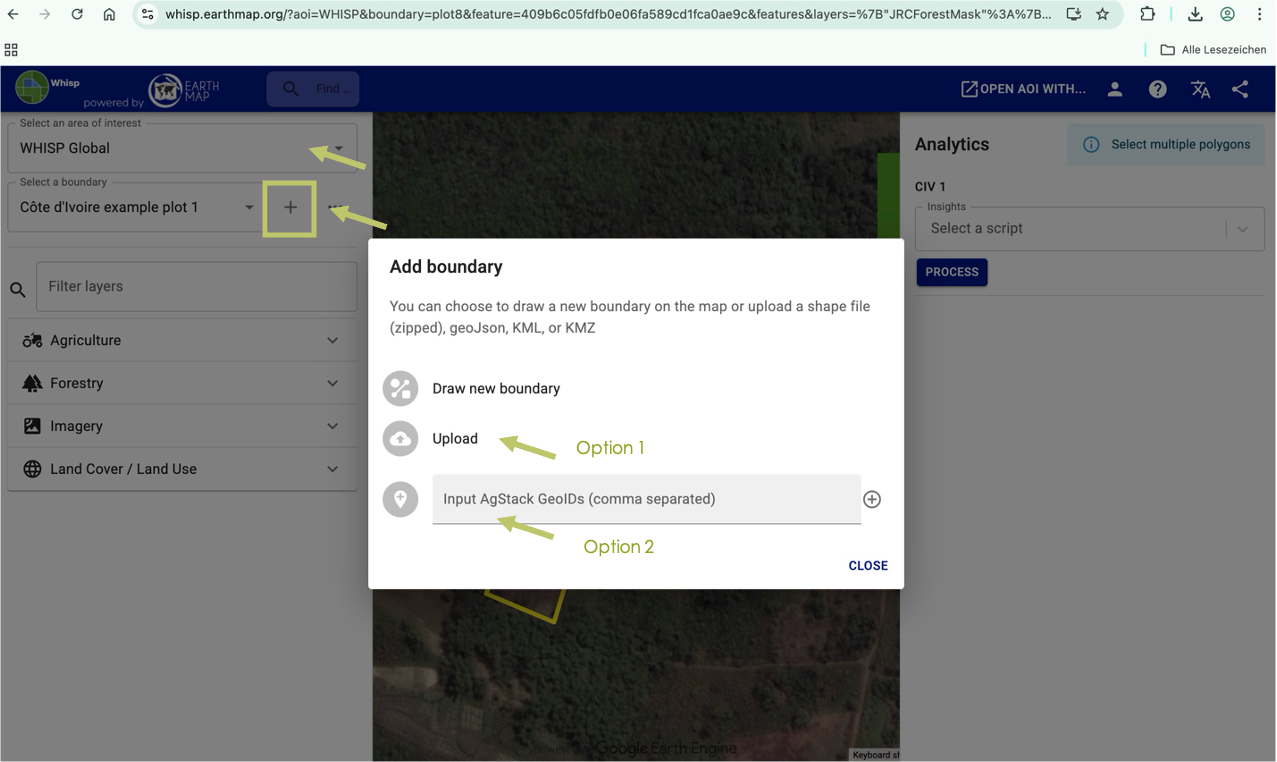 whisp.earthmap.org/?aoi=WHISP&boundary=plot8&feature=409b6c05fdfb0e06fa589cd1fca0ae9c&features&layers=%7B"JRCForestMask"%3A%7B...
Alle Lesezeichen
Whisp
powered by
EARTH
MAP
Find ...
OPEN AOI WITH...
Select an area of interest
WHISP Global
Select a boundary
Côte d'Ivoire example plot 1
Filter layers
Agriculture
Forestry
Imagery
Land Cover / Land Use
Add boundary
You can choose to draw a new boundary on the map or upload a shape file
(zipped), geoJson, KML, or KMZ
Draw new boundary
Upload
Option 1
Input AgStack GeoIDs (comma separated)
Option 2
CLOSE
Analytics
Select multiple polygons
CIV 1
Insights
Select a script
PROCESS
POWERED BY Google Earth Engine
Keyboard sh